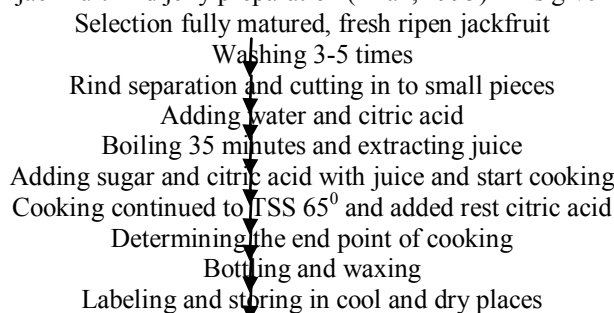 Selection fully matured, fresh ripen jackfruit
Washing 3-5 times
Rind separation and cutting in to small pieces
Adding water and citric acid
Boiling 35 minutes and extracting juice
Adding sugar and citric acid with juice and start cooking
Cooking continued to TSS 65⁰ and added rest citric acid
Determining the end point of cooking
Bottling and waxing
Labeling and storing in cool and dry places